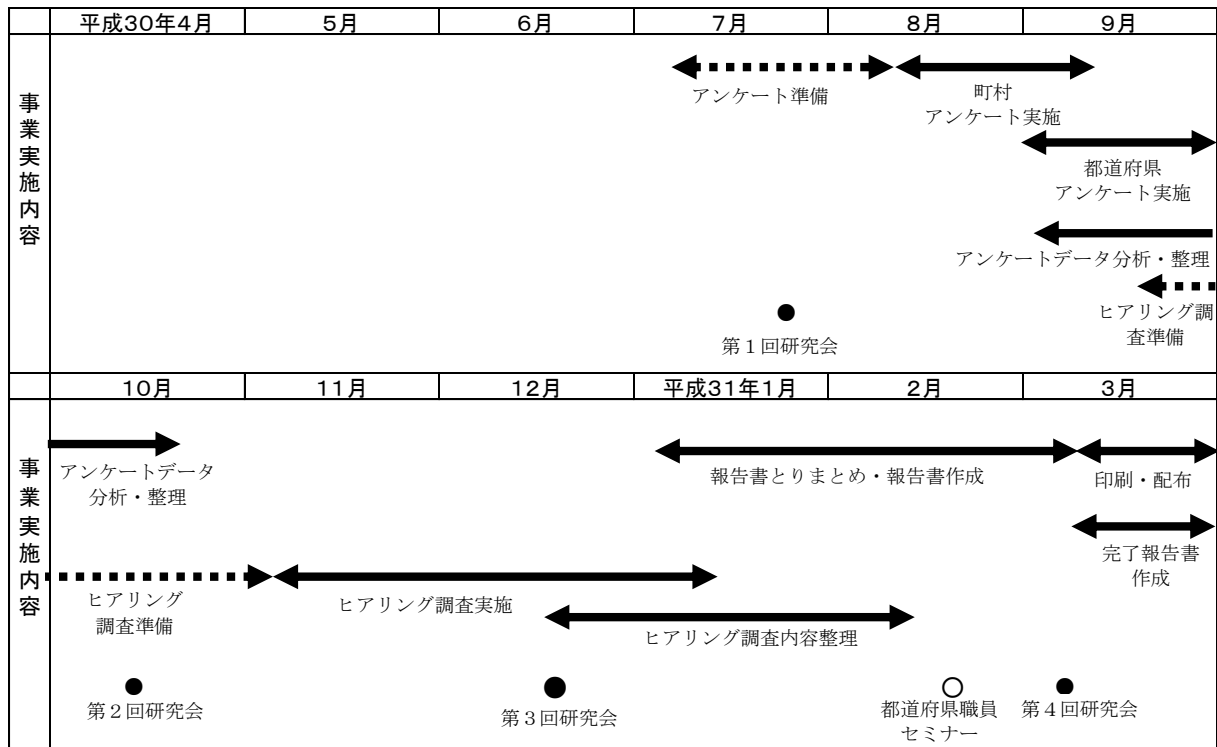 平成30年4月
5月
6月
7月
8月
9月
事業実施内容
アンケート準備
町村
アンケート実施
都道府県
アンケート実施
アンケートデータ分析・整理
ヒアリング調
査準備
第1回研究会
10月
11月
12月
平成31年1月
2月
3月
事業実施内容
アンケートデータ
分析・整理
報告書とりまとめ・報告書作成
印刷・配布
完了報告書
作成
ヒアリング
調査準備
ヒアリング調査実施
ヒアリング調査内容整理
第2回研究会
第3回研究会
都道府県職員
セミナー
第4回研究会